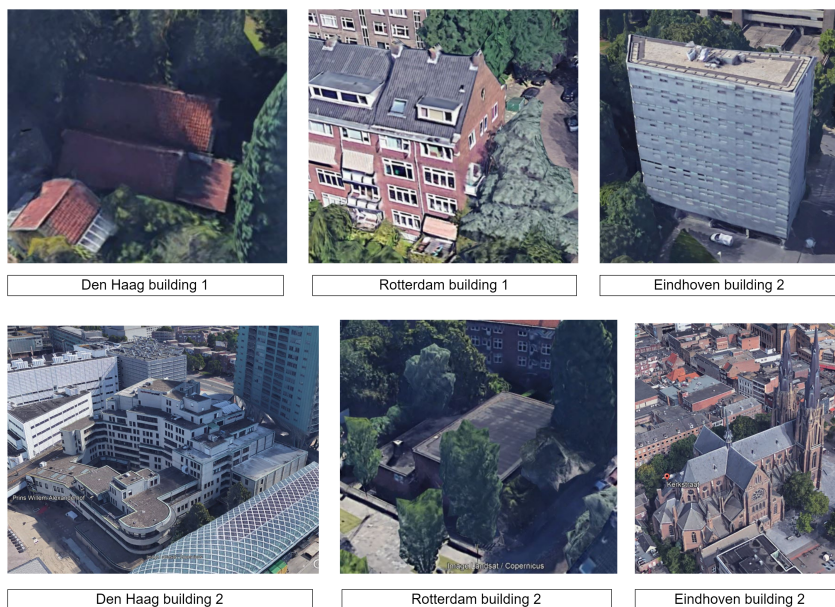 Den Haag building 1
Rotterdam building 1
Eindhoven building 2
Prins Willem-Alexanderhof
Kerkstraat
Landsat / Copernicus
Den Haag building 2
Rotterdam building 2
Eindhoven building 2